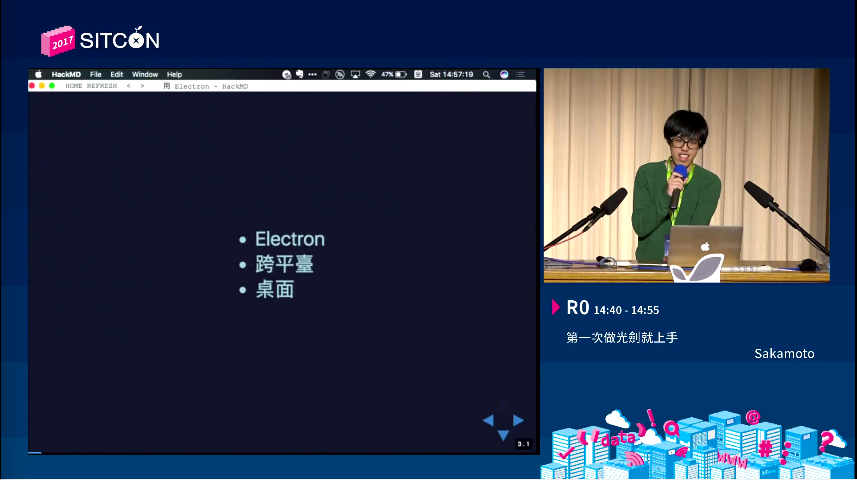 2017 SITCON
HackMD File Edit Window Help 47% Sat 14:57:19
HOME REFRESH < > 用 Electron - HackMD
Electron
跨平臺
桌面
3.1
R0 14:40 - 14:55
第一次做光劍就上手
Sakamoto
data
www